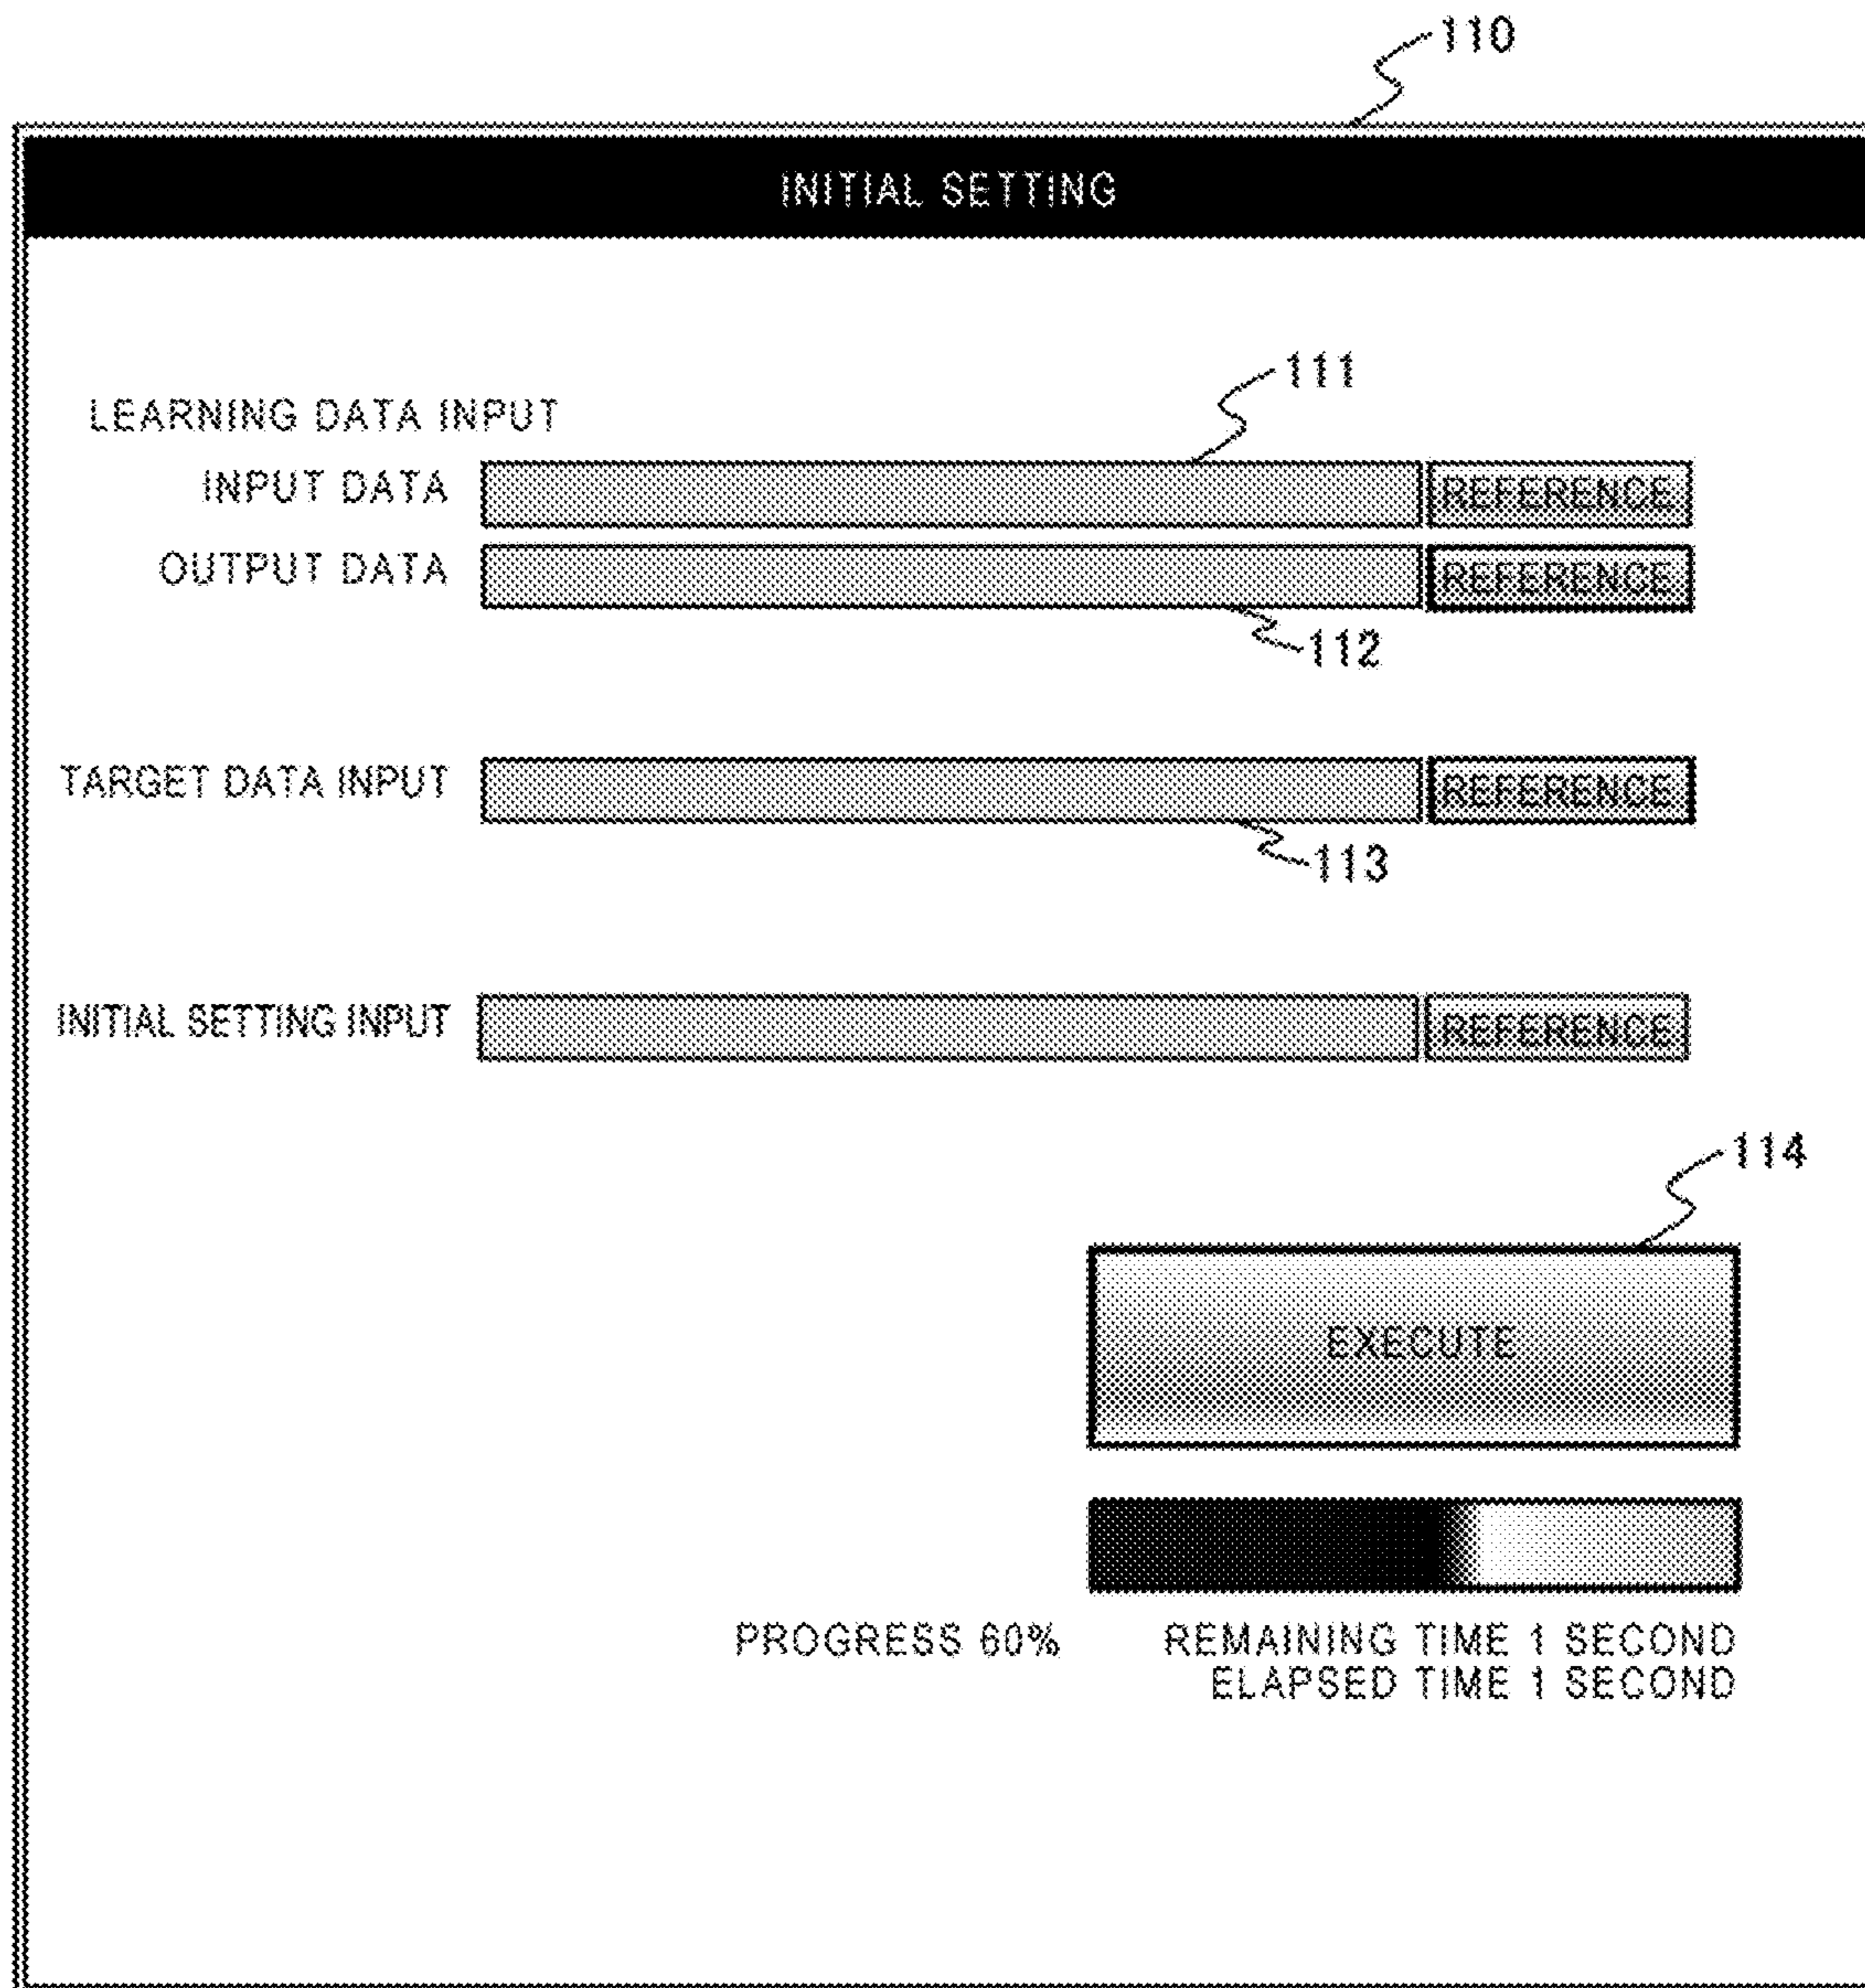 110
INITIAL SETTING
111
LEARNING DATA INPUT
INPUT DATA REFERENCE
OUTPUT DATA REFERENCE
112
TARGET DATA INPUT REFERENCE
113
INITIAL SETTING INPUT REFERENCE
114
EXECUTE
PROGRESS 60% REMAINING TIME 1 SECOND
ELAPSED TIME 1 SECOND